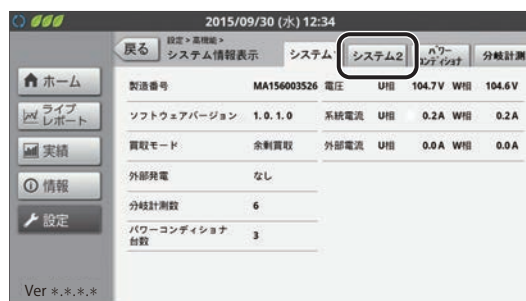 2015/09/30 (水) 12:34
戻る
設定 > 高機能 >
システム情報表示
システム1
システム2
パワーコンディショナ
分岐計測
ホーム
ライブレポート
実績
情報
設定
Ver *.*.*.*
製造番号 MA156003526 電圧 U相 104.7V W相 104.6V
ソフトウェアバージョン 1.0.1.0 系統電流 U相 0.2A W相 0.2A
買取モード 余剰買取 外部電流 U相 0.0A W相 0.0A
外部発電 なし
分岐計測数 6
パワーコンディショナ台数 3